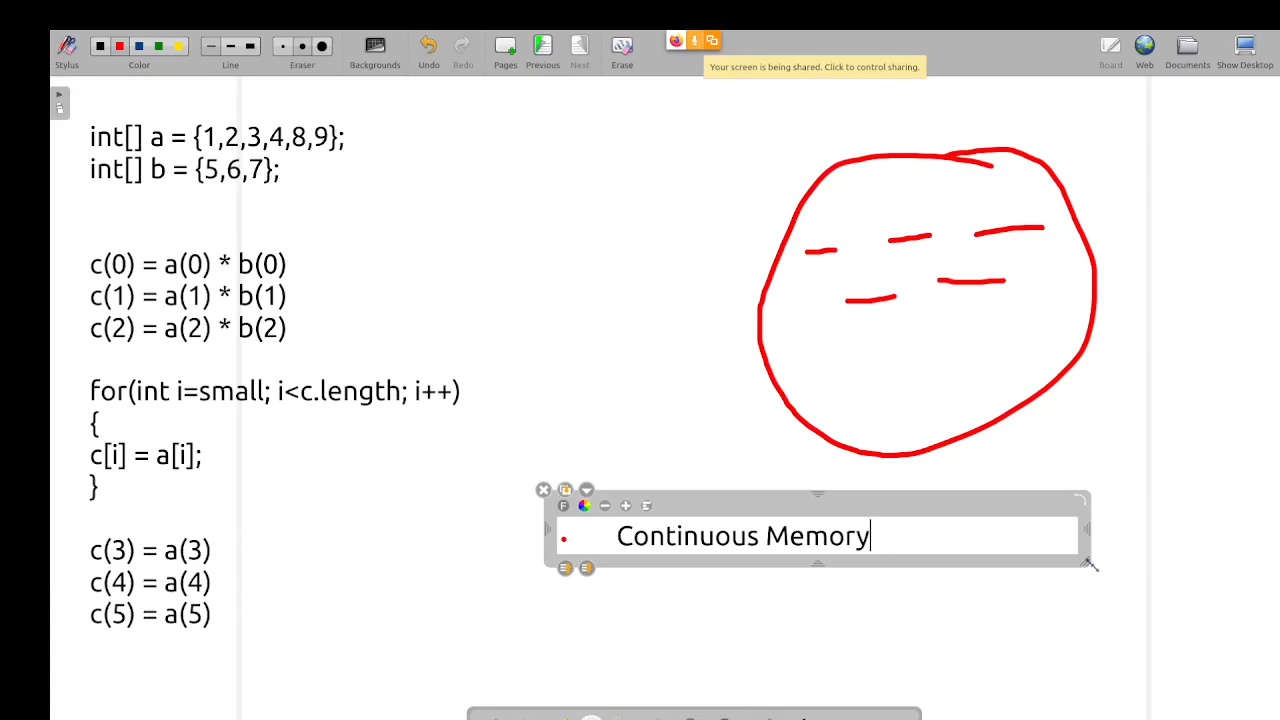 Stylus
Color
Line
Eraser
Backgrounds
Undo
Redo
Pages
Previous
Next
Erase
Board
Web
Documents
Show Desktop
Your screen is being shared. Click to control sharing.
int[] a = {1,2,3,4,8,9};
int[] b = {5,6,7};
c(0) = a(0) * b(0)
c(1) = a(1) * b(1)
c(2) = a(2) * b(2)
for(int i=small; i<c.length; i++)
{
c[i] = a[i];
}
c(3) = a(3)
c(4) = a(4)
c(5) = a(5)
F
Continuous Memory